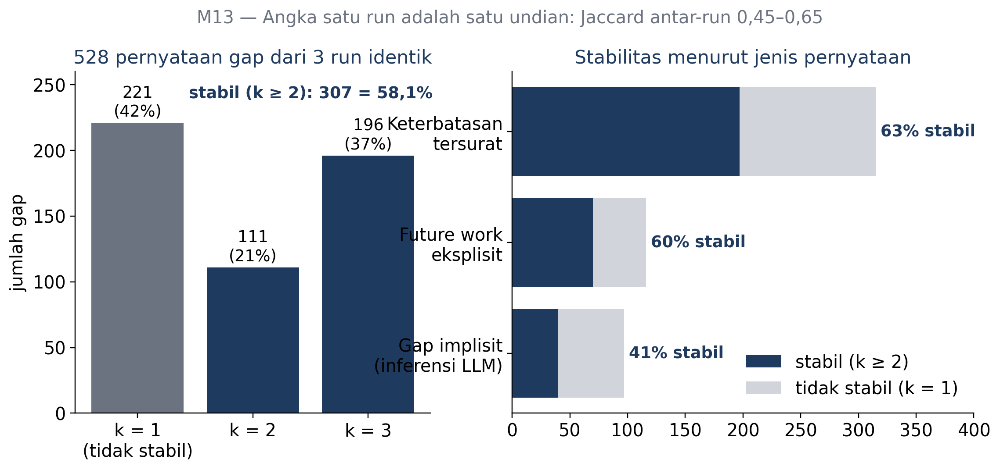 M13 — Angka satu run adalah satu undian: Jaccard antar-run 0,45–0,65
528 pernyataan gap dari 3 run identik
jumlah gap
250
200
150
100
50
0
221
(42%)
stabil (k ≥ 2): 307 = 58,1%
111
(21%)
196
(37%)
k = 1
(tidak stabil)
k = 2
k = 3
Stabilitas menurut jenis pernyataan
Keterbatasan
tersurat
63% stabil
Future work
eksplisit
60% stabil
Gap implisit
(inferensi LLM)
41% stabil
stabil (k ≥ 2)
tidak stabil (k = 1)
0
50
100
150
200
250
300
350
400